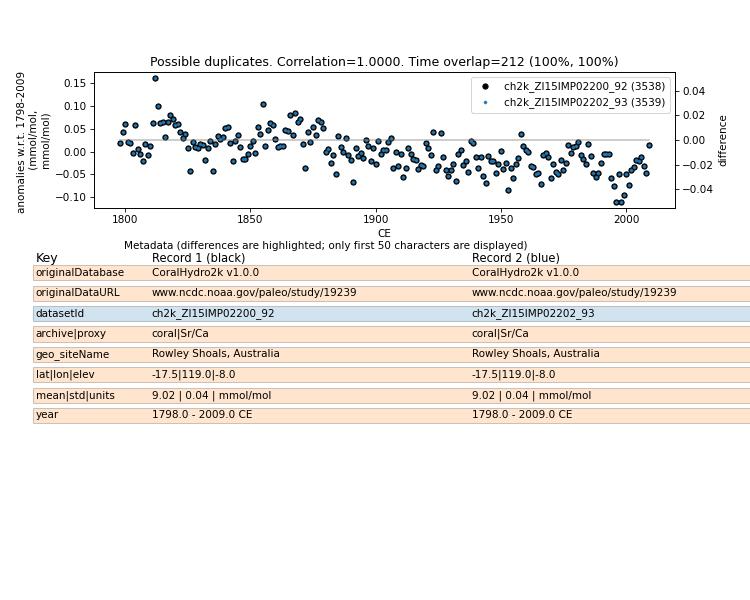 Possible duplicates. Correlation=1.0000. Time overlap=212 (100%, 100%)
anomalies w.r.t. 1798-2009
(mmol/mol,
mmol/mol)
0.15
0.10
0.05
0.00
−0.05
−0.10
ch2k_ZI15IMP02200_92 (3538)
ch2k_ZI15IMP02202_93 (3539)
0.04
0.02
0.00
−0.02
−0.04
difference
1800 1850 1900 1950 2000
CE
Metadata (differences are highlighted; only first 50 characters are displayed)
Key Record 1 (black) Record 2 (blue)
originalDatabase CoralHydro2k v1.0.0 CoralHydro2k v1.0.0
originalDataURL www.ncdc.noaa.gov/paleo/study/19239 www.ncdc.noaa.gov/paleo/study/19239
datasetId ch2k_ZI15IMP02200_92 ch2k_ZI15IMP02202_93
archive|proxy coral|Sr/Ca coral|Sr/Ca
geo_siteName Rowley Shoals, Australia Rowley Shoals, Australia
lat|lon|elev -17.5|119.0|-8.0 -17.5|119.0|-8.0
mean|std|units 9.02 | 0.04 | mmol/mol 9.02 | 0.04 | mmol/mol
year 1798.0 - 2009.0 CE 1798.0 - 2009.0 CE